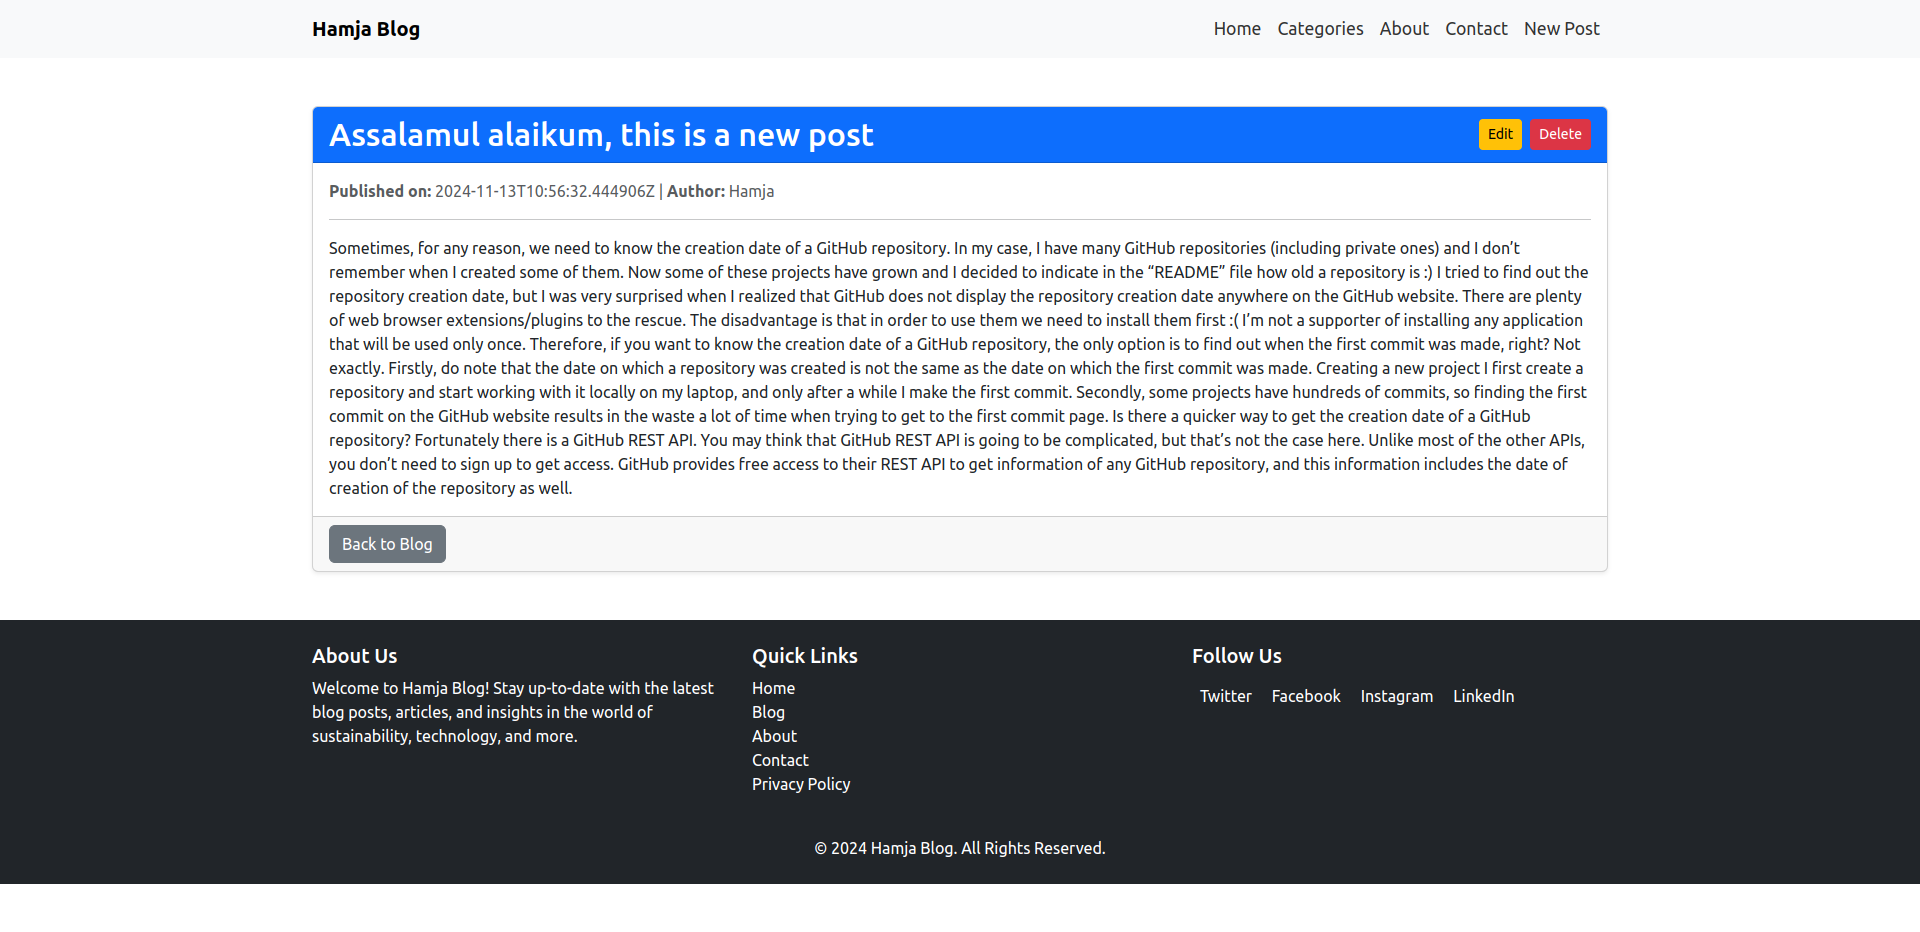 Hamja Blog
Home Categories About Contact New Post
Assalamul alaikum, this is a new post
Edit Delete
Published on: 2024-11-13T10:56:32.444906Z | Author: Hamja
Sometimes, for any reason, we need to know the creation date of a GitHub repository. In my case, I have many GitHub repositories (including private ones) and I don’t
remember when I created some of them. Now some of these projects have grown and I decided to indicate in the “README” file how old a repository is :) I tried to find out the
repository creation date, but I was very surprised when I realized that GitHub does not display the repository creation date anywhere on the GitHub website. There are plenty
of web browser extensions/plugins to the rescue. The disadvantage is that in order to use them we need to install them first :( I’m not a supporter of installing any application
that will be used only once. Therefore, if you want to know the creation date of a GitHub repository, the only option is to find out when the first commit was made, right? Not
exactly. Firstly, do note that the date on which a repository was created is not the same as the date on which the first commit was made. Creating a new project I first create a
repository and start working with it locally on my laptop, and only after a while I make the first commit. Secondly, some projects have hundreds of commits, so finding the first
commit on the GitHub website results in the waste a lot of time when trying to get to the first commit page. Is there a quicker way to get the creation date of a GitHub
repository? Fortunately there is a GitHub REST API. You may think that GitHub REST API is going to be complicated, but that’s not the case here. Unlike most of the other APIs,
you don’t need to sign up to get access. GitHub provides free access to their REST API to get information of any GitHub repository, and this information includes the date of
creation of the repository as well.
Back to Blog
About Us
Welcome to Hamja Blog! Stay up-to-date with the latest
blog posts, articles, and insights in the world of
sustainability, technology, and more.
Quick Links
Home
Blog
About
Contact
Privacy Policy
Follow Us
Twitter Facebook Instagram LinkedIn
© 2024 Hamja Blog. All Rights Reserved.